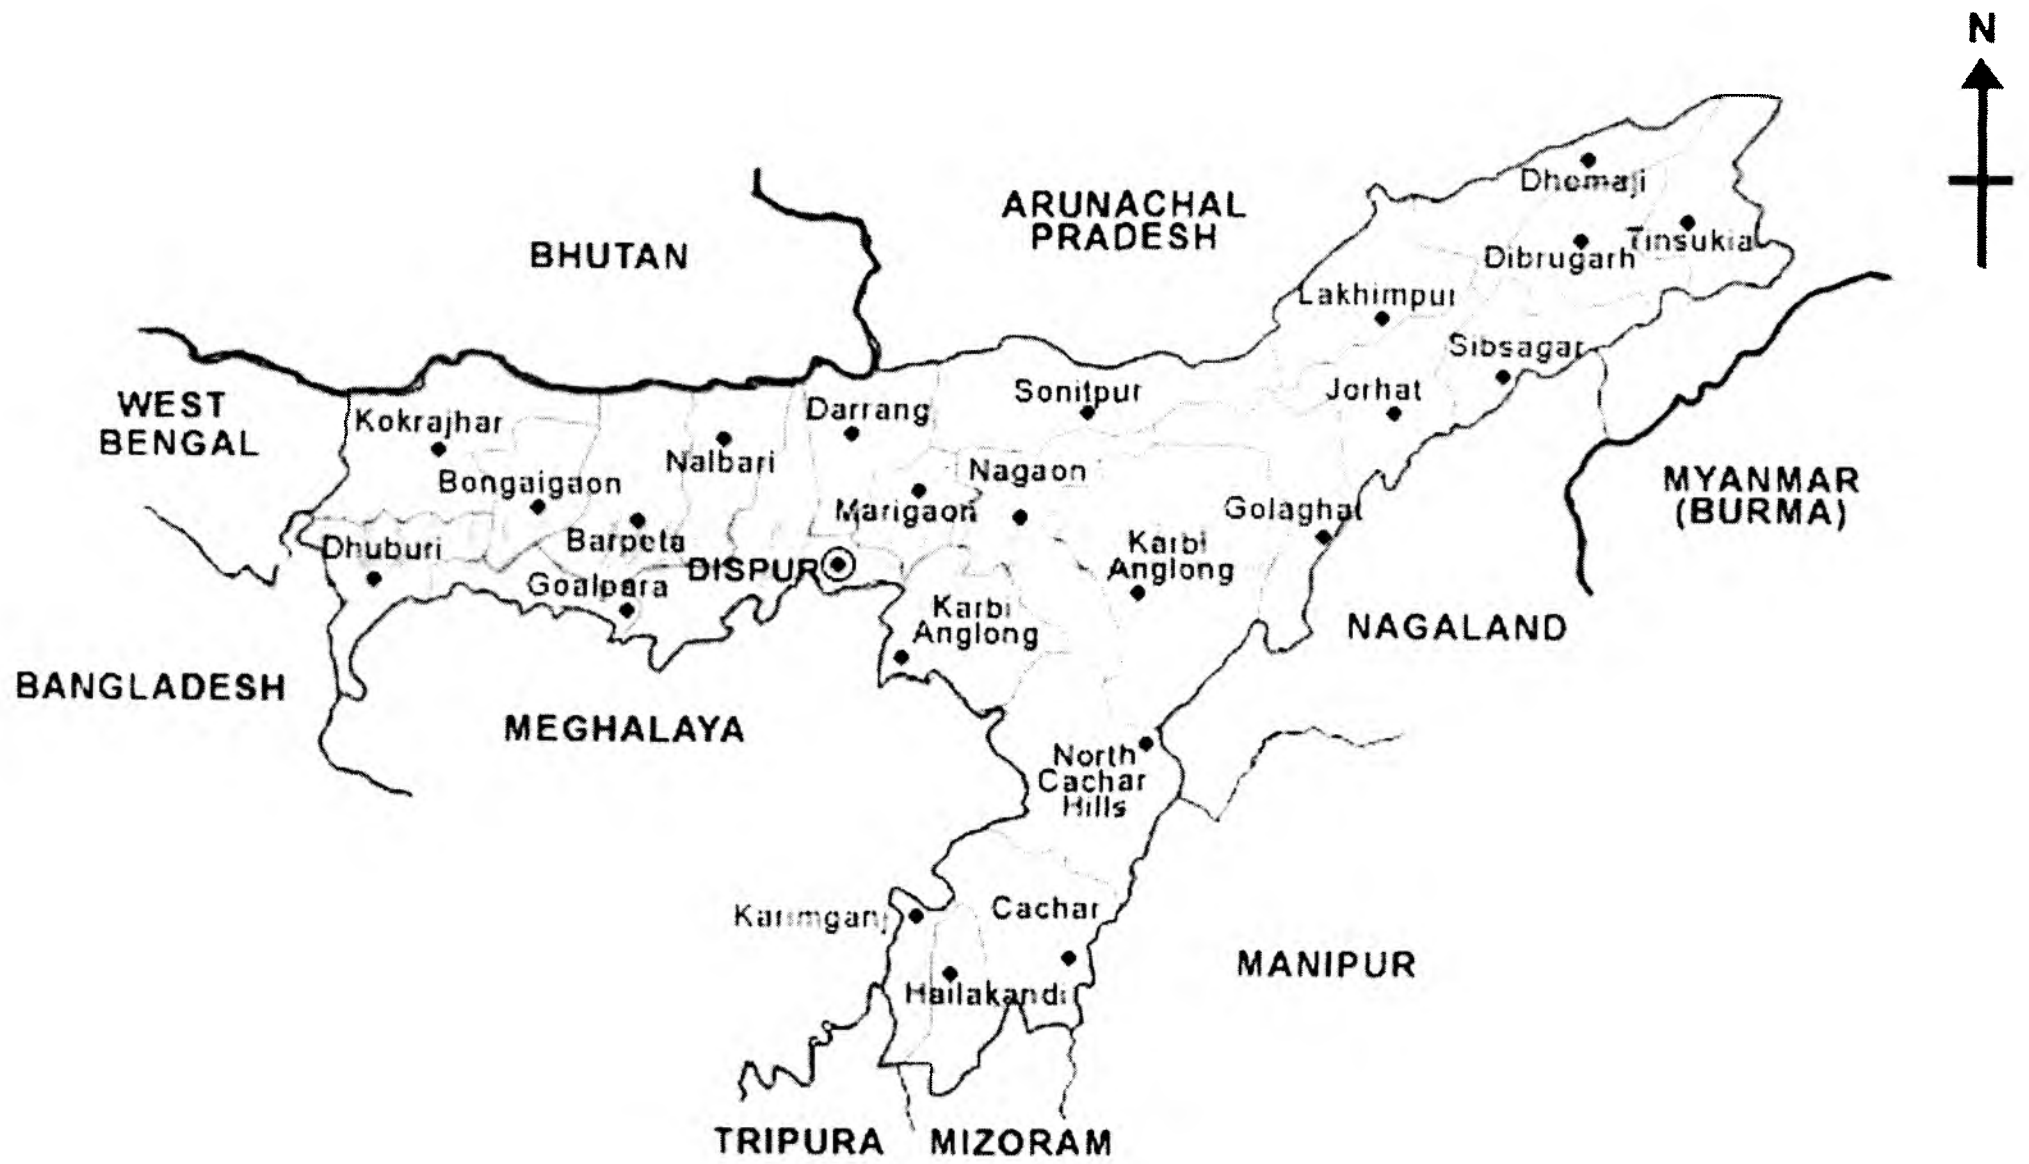 N
ARUNACHAL
PRADESH
BHUTAN
Dhemaji
Tinsukia
Dibrugarh
Lakhimpur
Sibsagar
WEST
BENGAL
Kokrajhar
Darrang
Sonitpur
Jorhat
Nalbari
Nagaon
Bongaigaon
Marigaon
Golaghat
MYANMAR
(BURMA)
Dhuburi
Barpeta
DISPUR
Karbi
Anglong
Goalpara
Karbi
Anglong
NAGALAND
BANGLADESH
MEGHALAYA
North
Cachar
Hills
Karimganj
Cachar
Hailakandi
MANIPUR
TRIPURA
MIZORAM